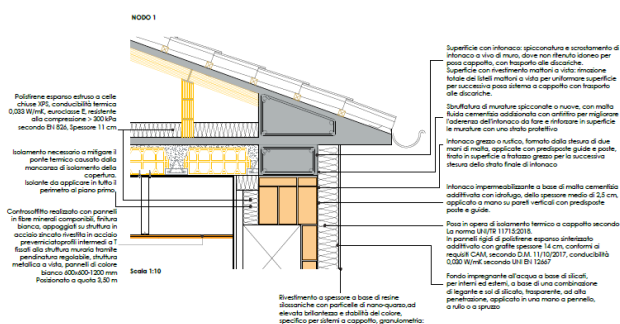 NODO 1
Polistirene espanso estruso a celle
chiuse XPS, conducibilità termica
0,033 W/mK, euroclasse E, resistente
alla compressione > 300 kPa
secondo EN 826, Spessore 11 cm
Isolamento necessario a mitigare il
ponte termico causato dalla
mancanza di isolamento della
copertura.
Isolante da applicare in tutto il
perimetro al piano primo.
Controsoffitto realizzato con pannelli
in fibre minerali componibili, finitura
bianca, appoggiati su struttura in
acciaio zincato rivestita in acciaio
preverniciatoprofili intermedi a T
fissati alla struttura muraria tramite
pendinatura regolabile, struttura
metallica a vista, pannelli di colore
bianco 600x600-1200 mm
Posizionato a quota 3,50 m
Scala 1:10
Superficie con intonaco: spicconatura e scrostamento di
intonaco a vivo di muro, dove non ritenuto idoneo per
posa cappotto, con trasporto alle discariche.
Superficie con rivestimento mattoni a vista: rimozione
totale dei listelli mattoni a vista per uniformare superficie
per successiva posa sistema a cappotto con trasporto
alle discariche.
Sbruffatura di murature spicconate o nuove, con malta
fluida cementizia addizionata con antiritiro per migliorare
l'aderenza dell'intonaco da tare e rinforzare in superficie
le murature con uno strato protettivo
Intonaco grezzo o rustico, formato dalla stesura di due
mani di malta, applicate con predisposte guide e poste,
tirato in superficie a fratazzo grezzo per la successiva
stesura dello strato finale di intonaco
Intonaco impermeabilizzante a base di malta cementizia
addittivata con idrofugo, dello spessore medio di 2,5 cm,
applicato a mano su pareti verticali con predisposte
poste e guide.
Posa in opera di isolamento termico a cappotto secondo
La norma UNI/TR 11715:2018.
In pannelli rigidi di polistirene espanso sinterizzato
addittivato con grafite spessore 14 cm, conformi ai
requisiti CAM, secondo D.M. 11/10/2017, conducibilità
0,030 W/mK secondo UNI EN 12667
Fondo impregnante all'acqua a base di silicati,
per interni ed esterni, a base di una combinazione
di legante e sol di silicato, trasparente, ad alta
penetrazione, applicato in una mano a pennello,
a rullo o a spruzzo
Rivestimento a spessore a base di resine
silossaniche con particelle di nano-quarzo,ad
elevata brillantezza e stabilità del colore,
specifico per sistemi a cappotto, granulometria: